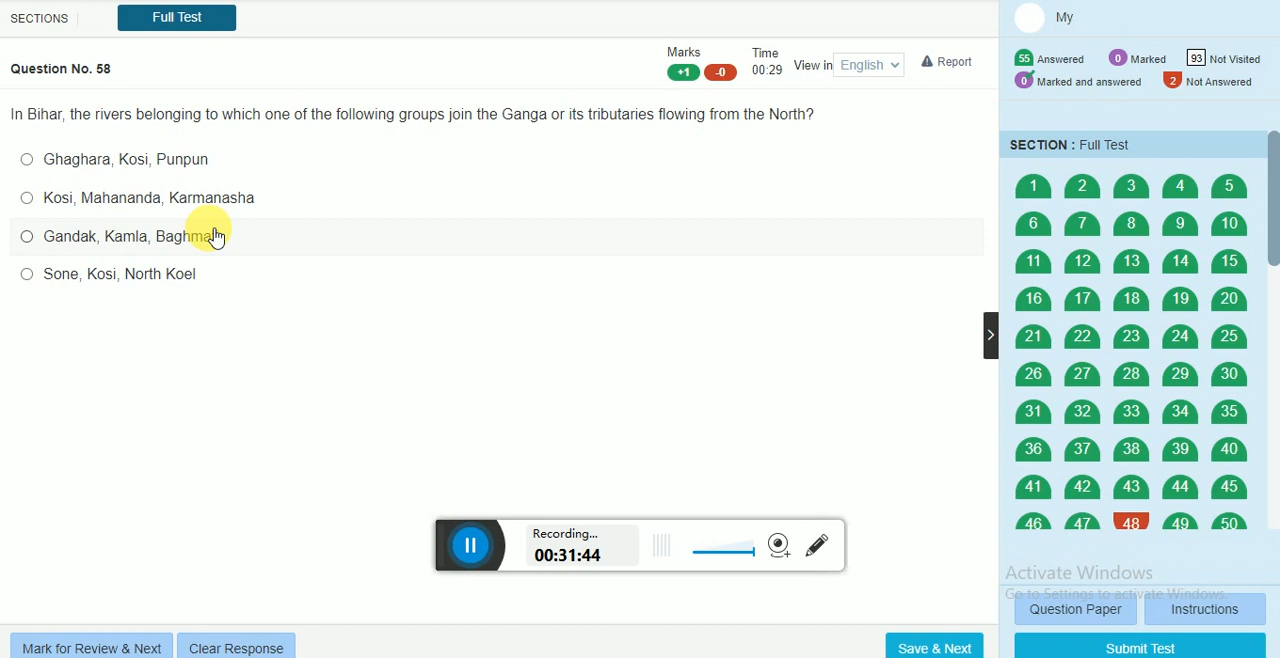 SECTIONS
Full Test
My
Question No. 58
Marks
+1 -0
Time
00:29
View in English
Report
55 Answered
0 Marked
93 Not Visited
0 Marked and answered
2 Not Answered
In Bihar, the rivers belonging to which one of the following groups join the Ganga or its tributaries flowing from the North?
Ghaghara, Kosi, Punpun
Kosi, Mahananda, Karmanasha
Gandak, Kamla,
Sone, Kosi, North Koel
SECTION : Full Test
1 2 3 4 5
6 7 8 9 10
11 12 13 14 15
16 17 18 19 20
21 22 23 24 25
26 27 28 29 30
31 32 33 34 35
36 37 38 39 40
41 42 43 44 45
46 47 48 49 50
Recording...
00:31:44
Activate Windows
Go to Settings to activate Windows.
Question Paper
Instructions
Mark for Review & Next
Clear Response
Save & Next
Submit Test